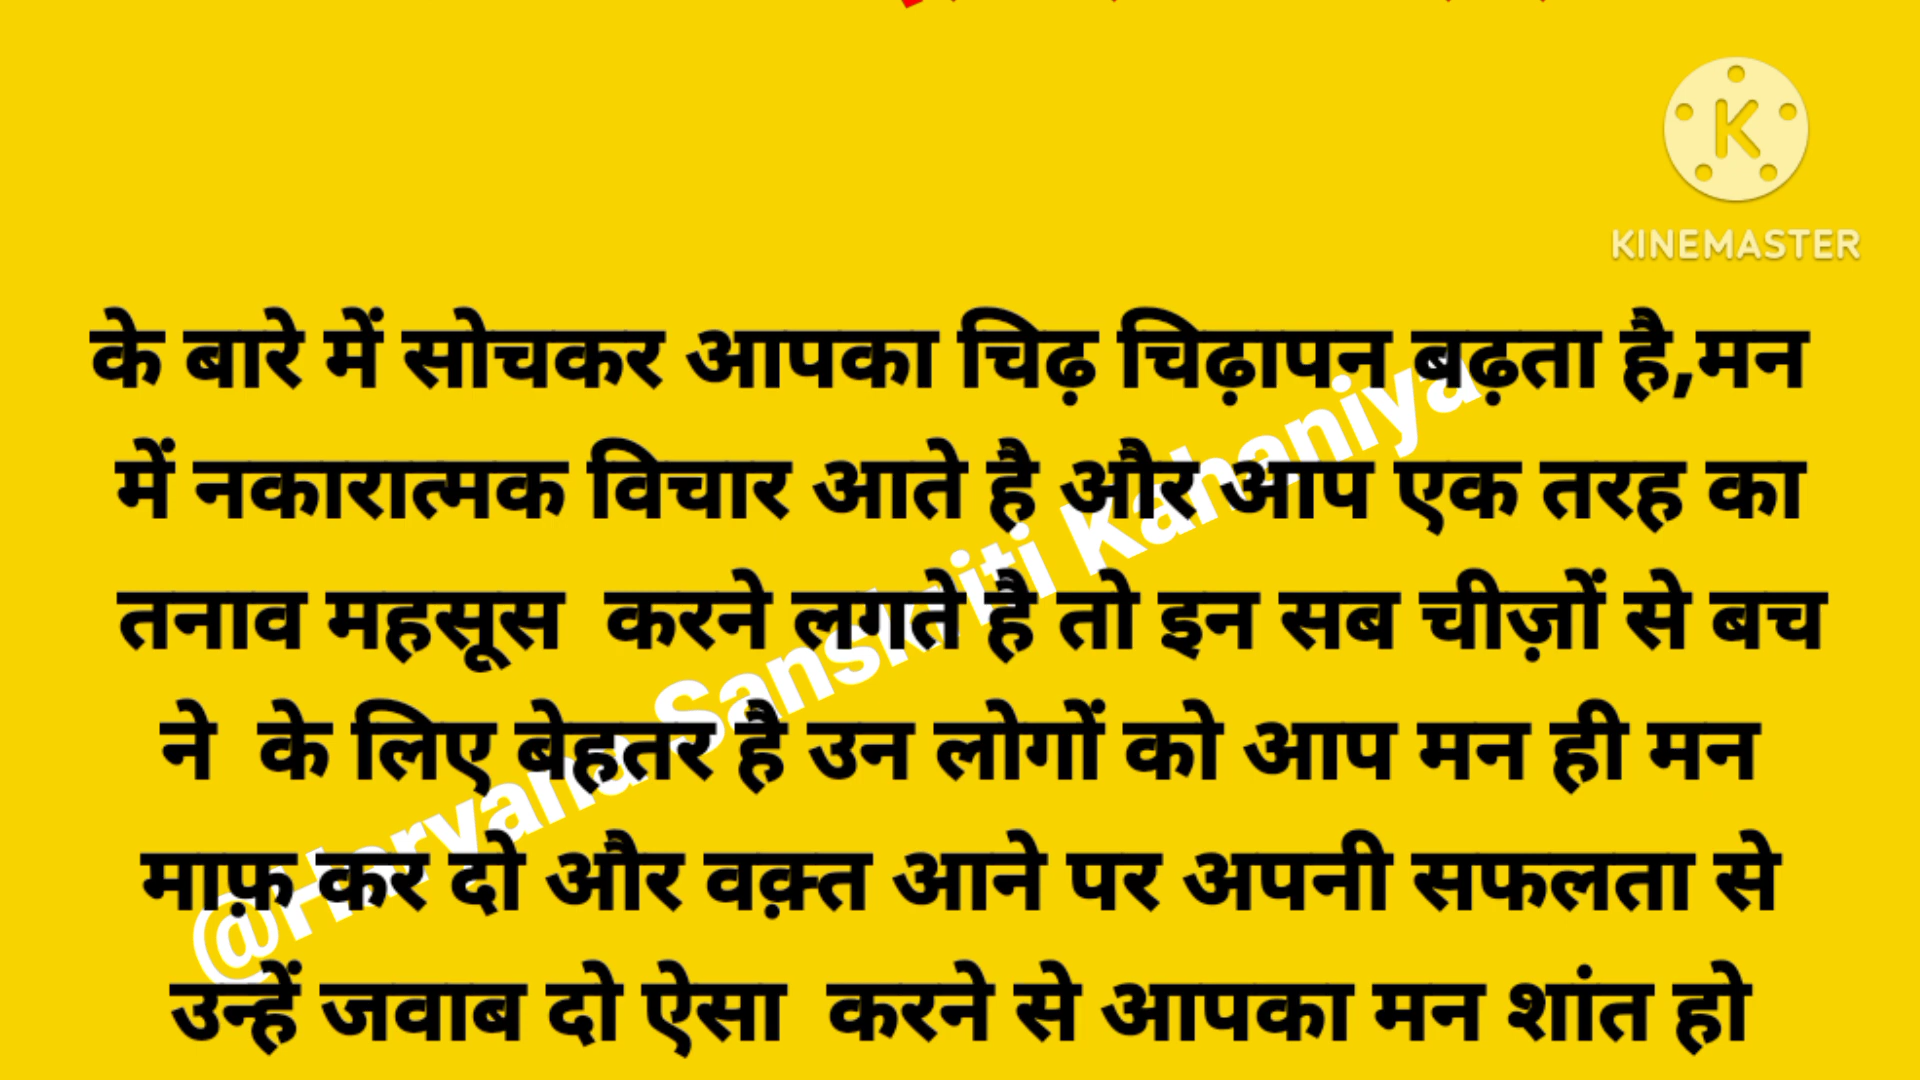 K
KINEMASTER
के बारे में सोचकर आपका चिढ़ चिढ़ापन बढ़ता है,मन
में नकारात्मक विचार आते है और आप एक तरह का
तनाव महसूस  करने लगते है तो इन सब चीज़ों से बच
ने  के लिए बेहतर है उन लोगों को आप मन ही मन
माफ़ कर दो और वक़्त आने पर अपनी सफलता से
उन्हें जवाब दो ऐसा  करने से आपका मन शांत हो
@Haryana Sanskriti Kahaniya